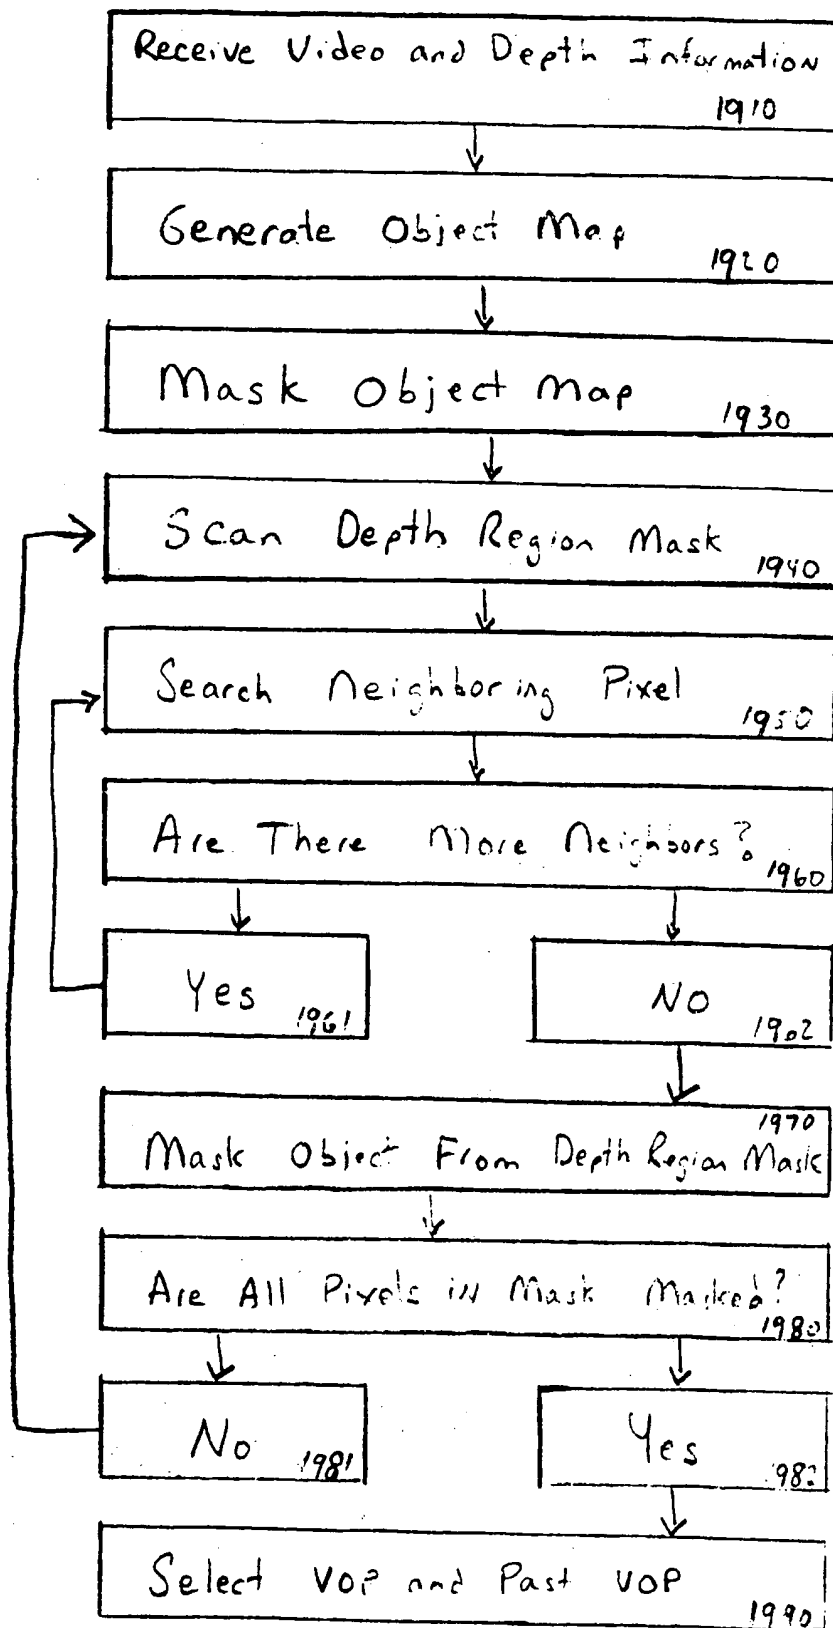 Receive Video and Depth Information
1910
Generate Object Map
1920
Mask Object Map
1930
Scan Depth Region Mask
1940
Search Neighboring Pixel
1950
Are There More Neighbors?
1960
Yes
1961
No
1962
1970
Mask Object From Depth Region Mask
Are All Pixels in Mask Masked?
1980
No
1981
Yes
1982
Select VOP and Past VOP
1990